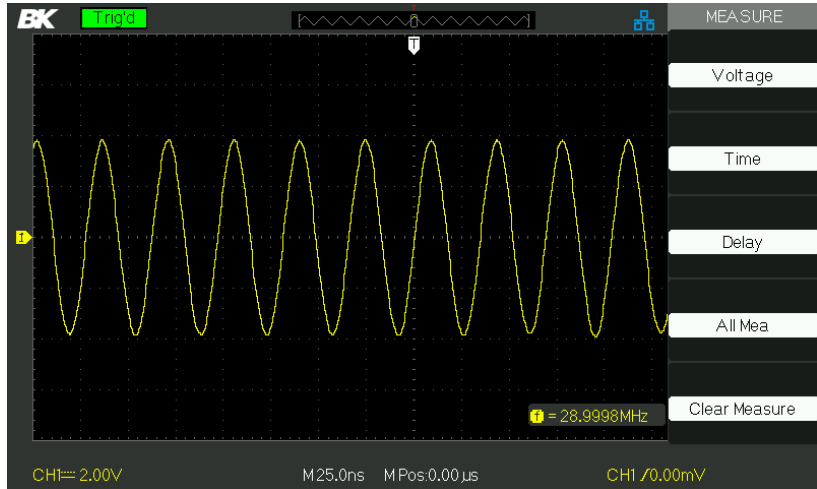 BK Trig'd MEASURE
T
Voltage
Time
Delay
All Mea
f = 28.9998MHz
Clear Measure
CH1 2.00V M 25.0ns M Pos:0.00µs CH1 / 0.00mV